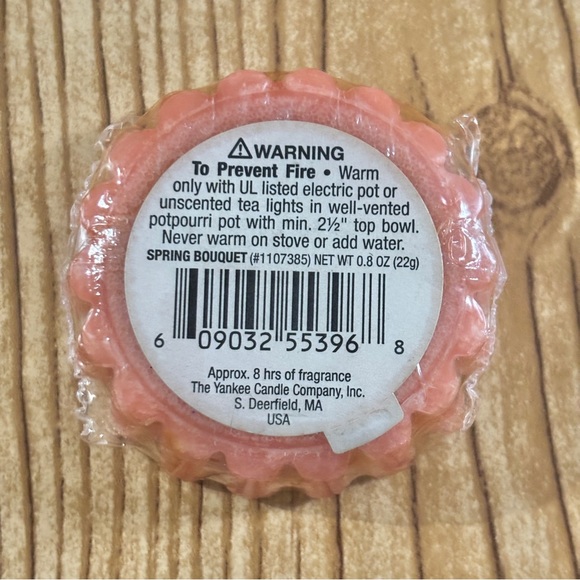 ⚠WARNING
To Prevent Fire • Warm
only with UL listed electric pot or
unscented tea lights in well-vented
potpourri pot with min. 2½" top bowl.
Never warm on stove or add water.
SPRING BOUQUET (#1107385) NET WT 0.8 OZ (22g)
6 09032 55396 8
Approx. 8 hrs of fragrance
The Yankee Candle Company, Inc.
S. Deerfield, MA
USA